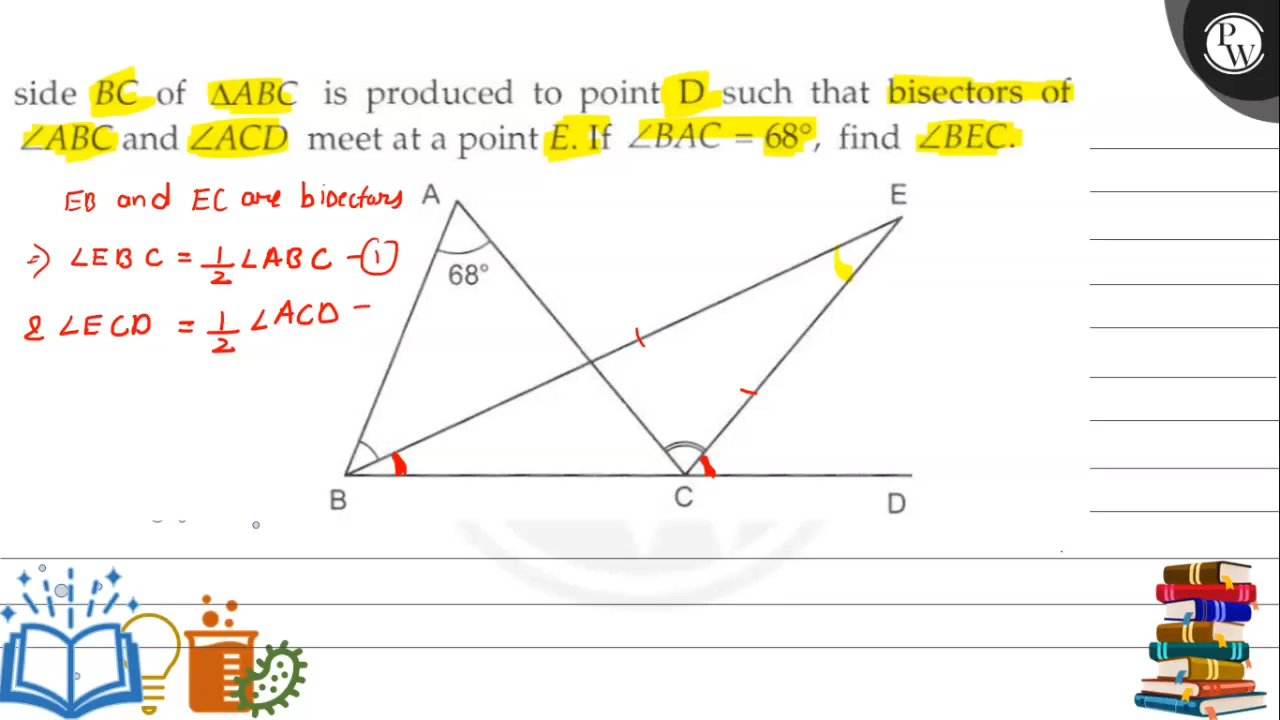 PW
side BC of ΔABC is produced to point D such that bisectors of
∠ABC and ∠ACD meet at a point E. If ∠BAC = 68°, find ∠BEC.
EB and EC are bisectors
⇒ ∠EBC = 1/2 ∠ABC -①
& ∠ECD = 1/2 ∠ACD -
A
E
68°
B
C
D